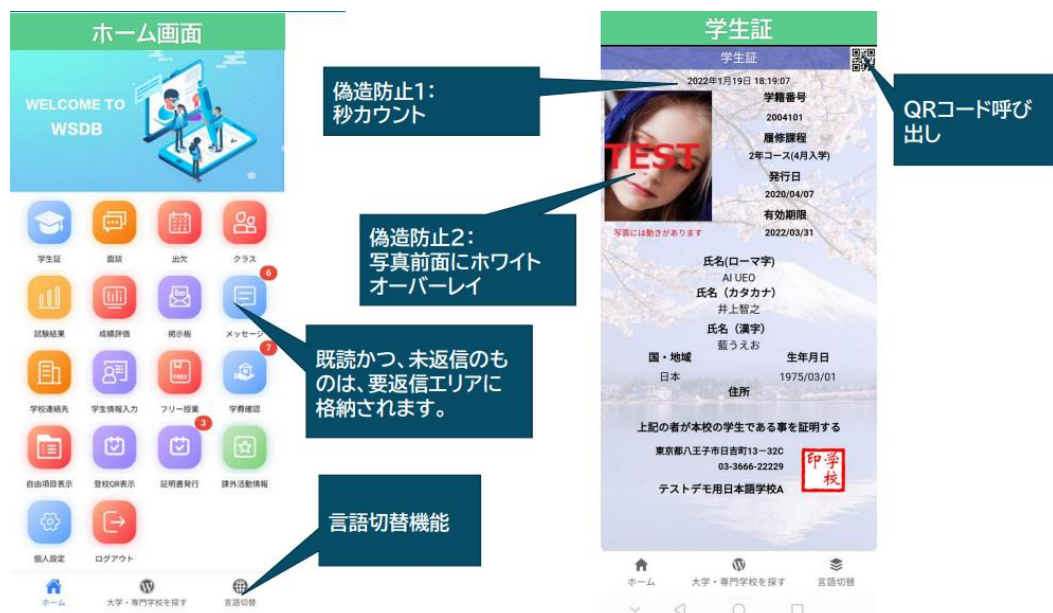 ホーム画面
WELCOME TO
WSDB
学生証
面談
出欠
クラス
6
試験結果
成績評価
掲示板
メッセージ
7
学校連絡先
学生情報入力
フリー授業
学費確認
3
自由項目表示
登校QR表示
証明書発行
課外活動情報
個人設定
ログアウト
ホーム
大学・専門学校を探す
言語切替
偽造防止1:
秒カウント
偽造防止2:
写真前面にホワイト
オーバーレイ
既読かつ、未返信のも
のは、要返信エリアに
格納されます。
言語切替機能
学生証
学生証
2022年1月19日 18:19:07
TEST
写真には動きがあります
学籍番号
2004101
履修課程
2年コース(4月入学)
発行日
2020/04/07
有効期限
2022/03/31
氏名(ローマ字)
AI UEO
氏名（カタカナ）
井上智之
氏名（漢字）
藍うえお
国・地域
生年月日
日本
1975/03/01
住所
上記の者が本校の学生である事を証明する
東京都八王子市日吉町13－32C
03-3666-22229
テストデモ用日本語学校A
学校印
ホーム
大学・専門学校を探す
言語切替
QRコード呼び
出し